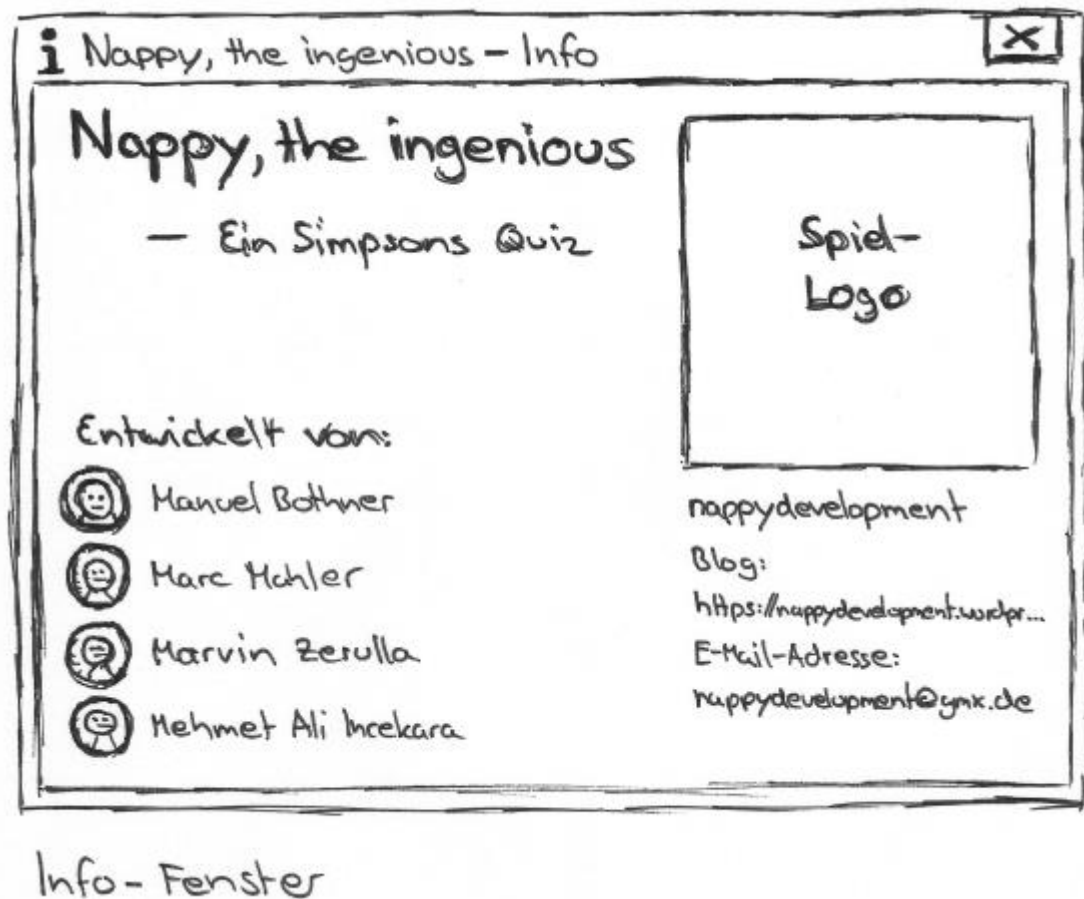 i Nappy, the ingenious – Info
X
Nappy, the ingenious
– Ein Simpsons Quiz
Spiel-
Logo
Entwickelt von:
Manuel Bothner
Marc Mahler
Marvin Zerulla
Mehmet Ali Incekara
nappydevelopment
Blog:
https://nappydevelopment.wordpr...
E-Mail-Adresse:
nappydevelopment@gmx.de
Info-Fenster